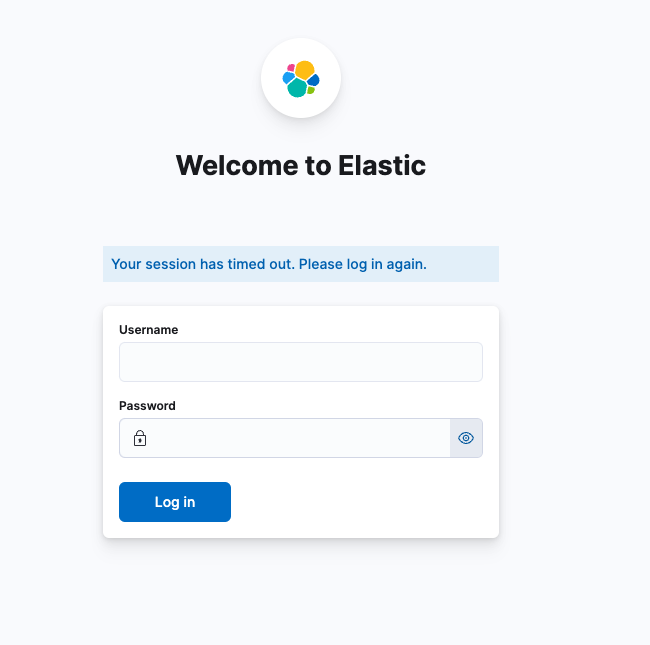 Welcome to Elastic
Your session has timed out. Please log in again.
Username
Password
Log in